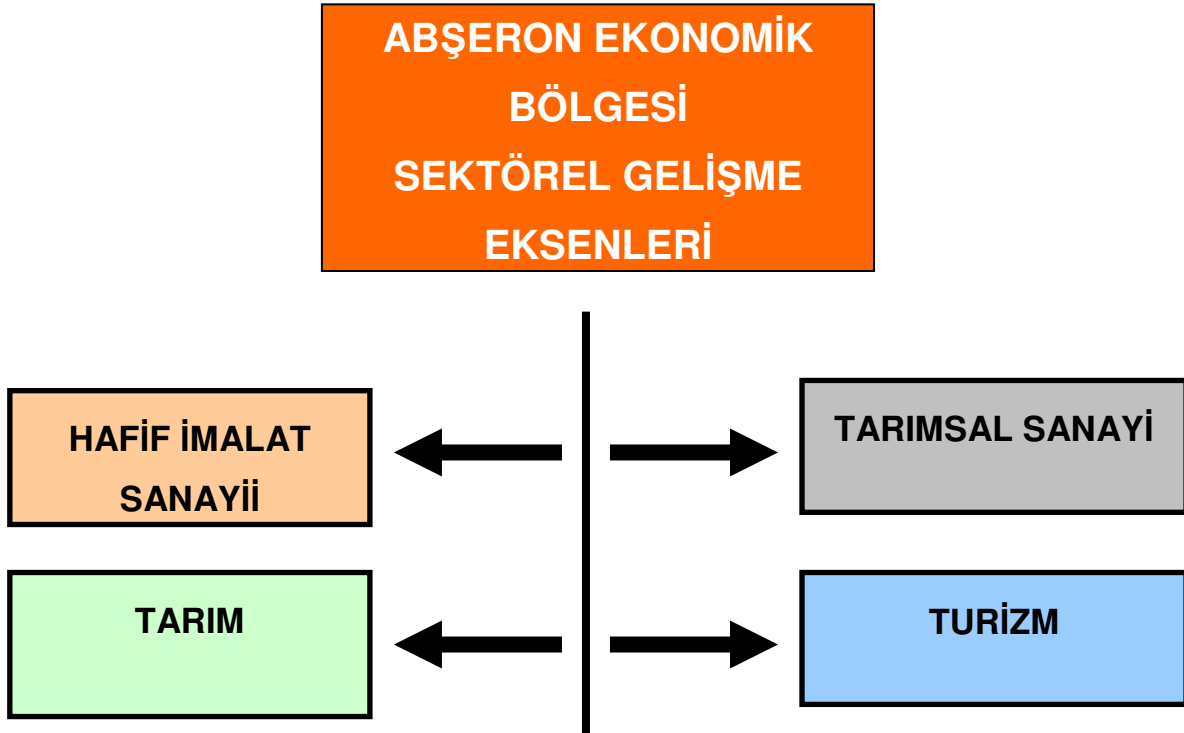 ABŞERON EKONOMİK
BÖLGESİ
SEKTÖREL GELİŞME
EKSENLERİ
HAFİF İMALAT
SANAYİİ
TARIMSAL SANAYİ
TARIM
TURİZM